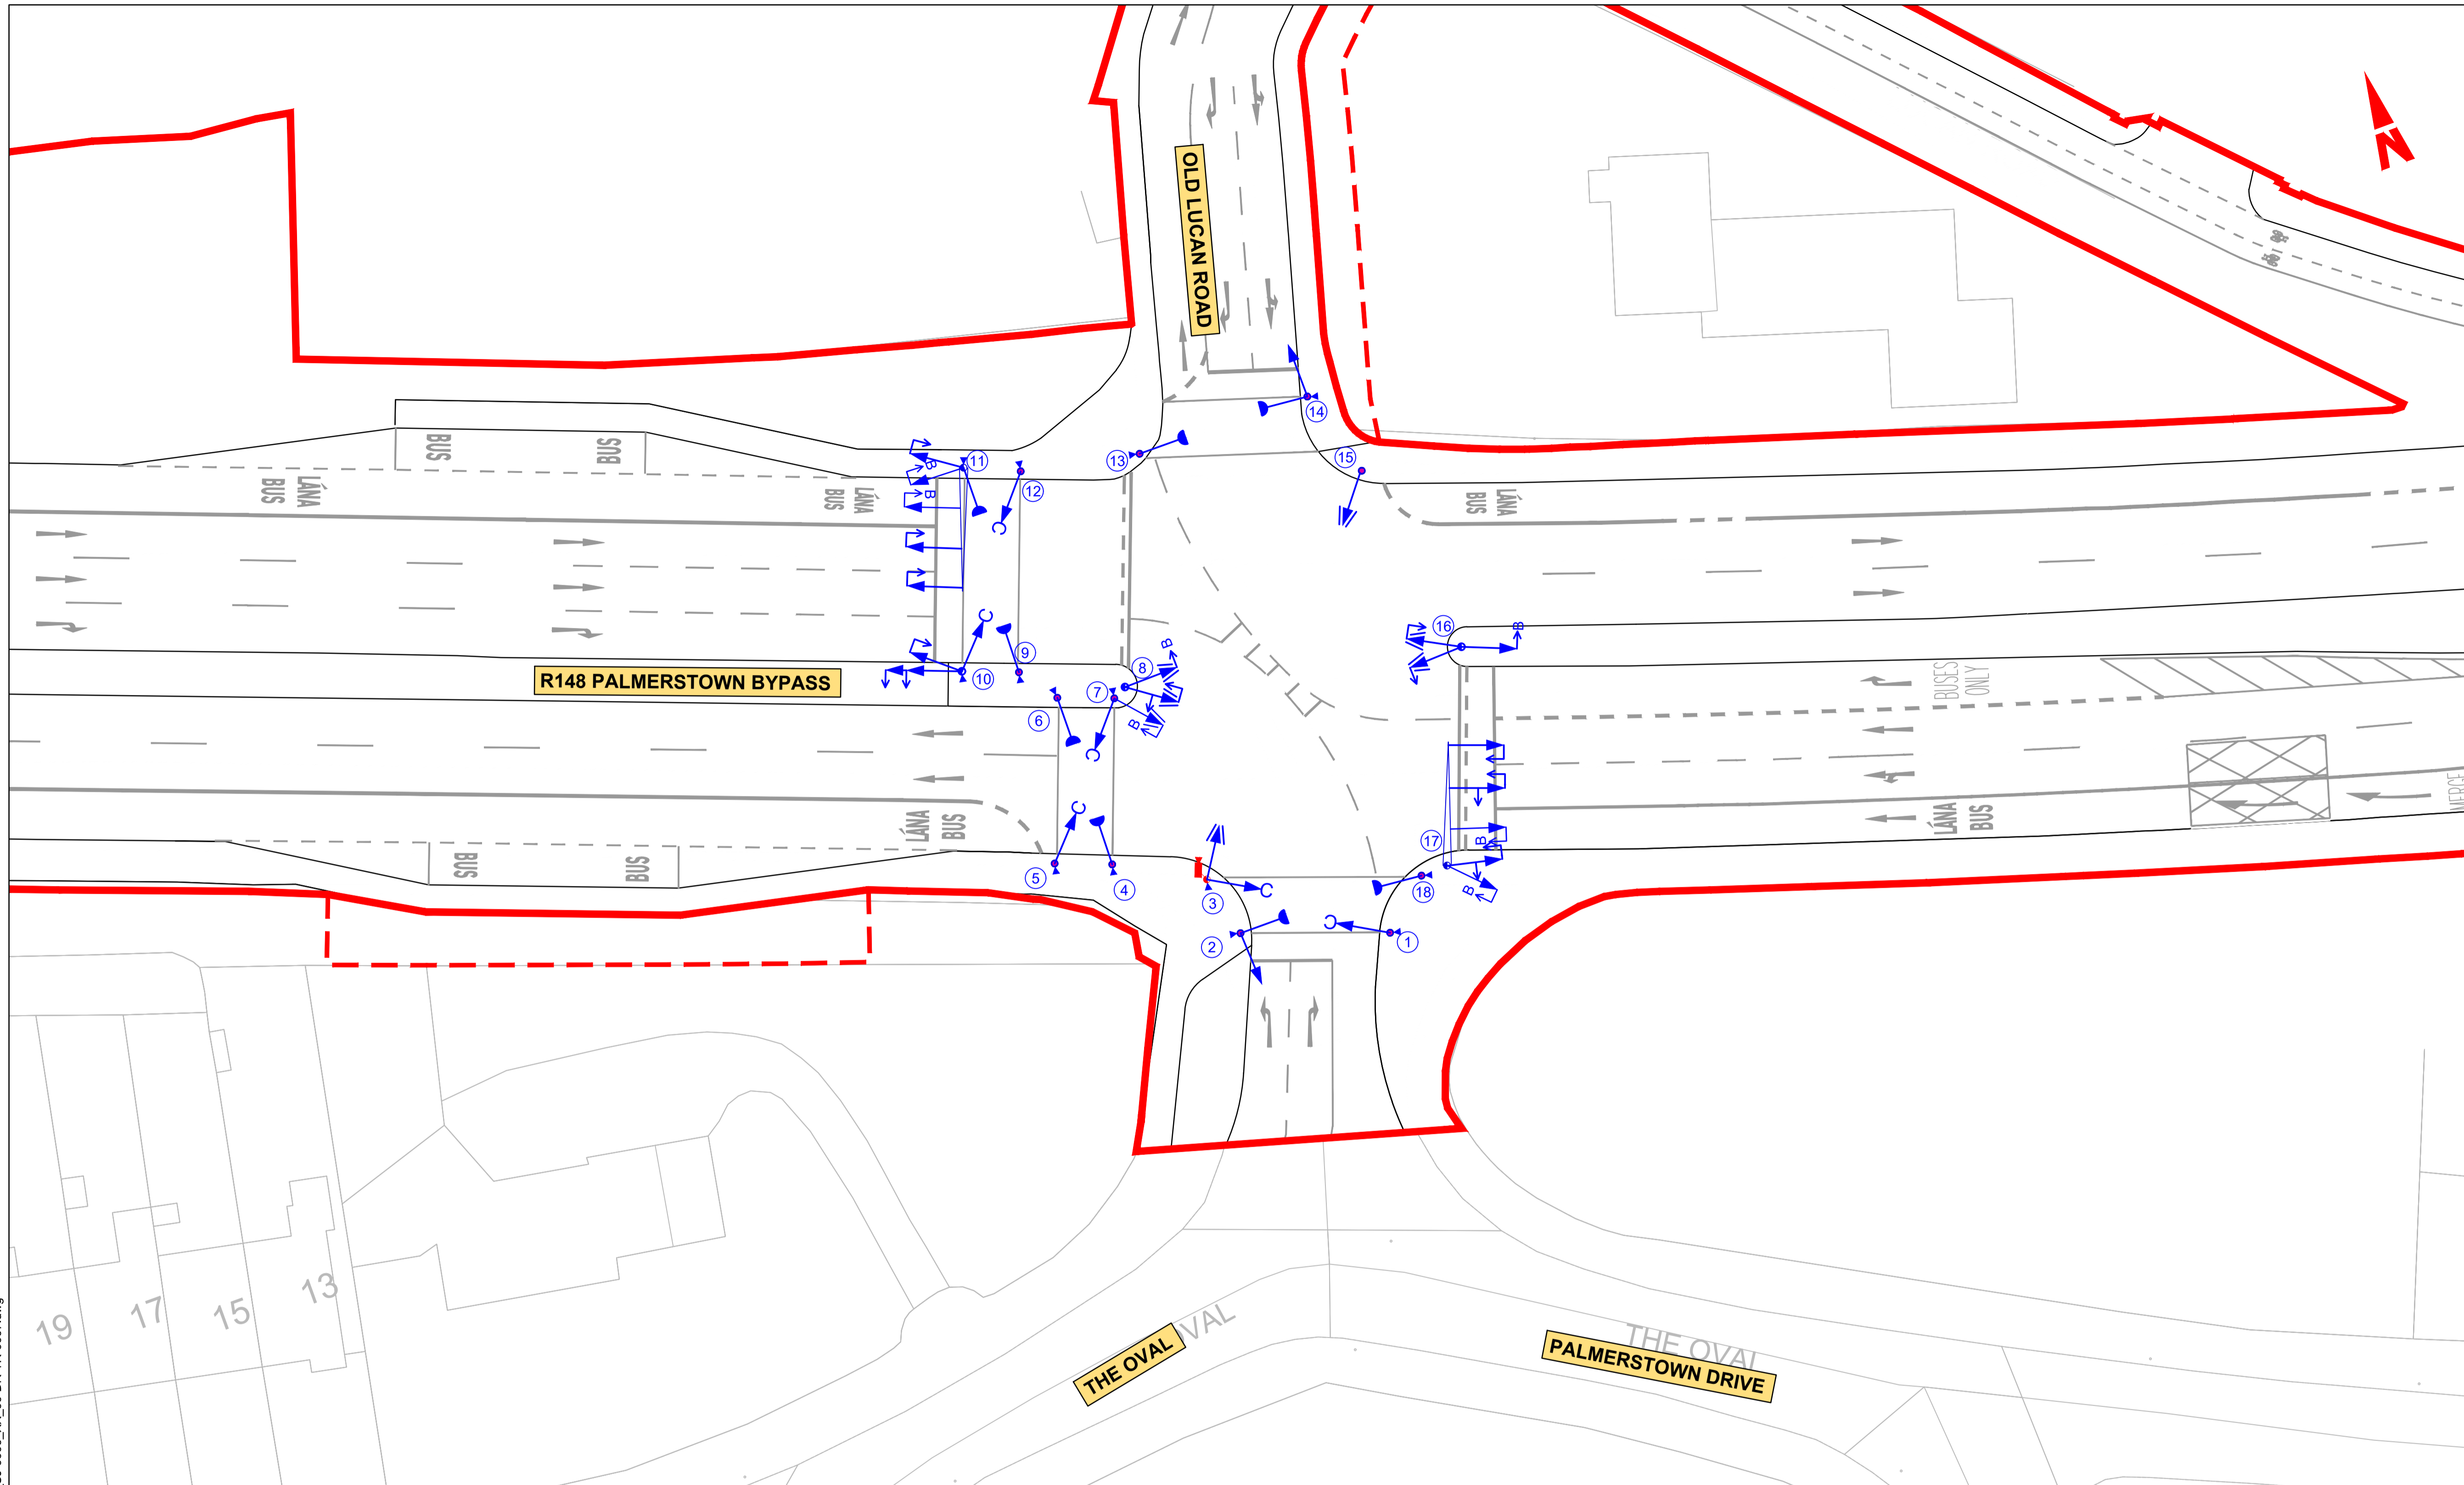 OLD LUCAN ROAD
N
14
15
11
13
12
B
BUS
BUS
LÁNA
BUS
LÁNA
BUS
B
C
LÁNA
BUS
16
B
C
9
8
B
10
R148 PALMERSTOWN BYPASS
7
6
B
C
BUSES
ONLY
MERGE
LÁNA
BUS
LÁNA
BUS
C
17
B
BUS
BUS
5
4
3
C
18
B
2
C
1
19
17
15
13
THE OVAL
OVAL
THE OVAL
PALMERSTOWN DRIVE